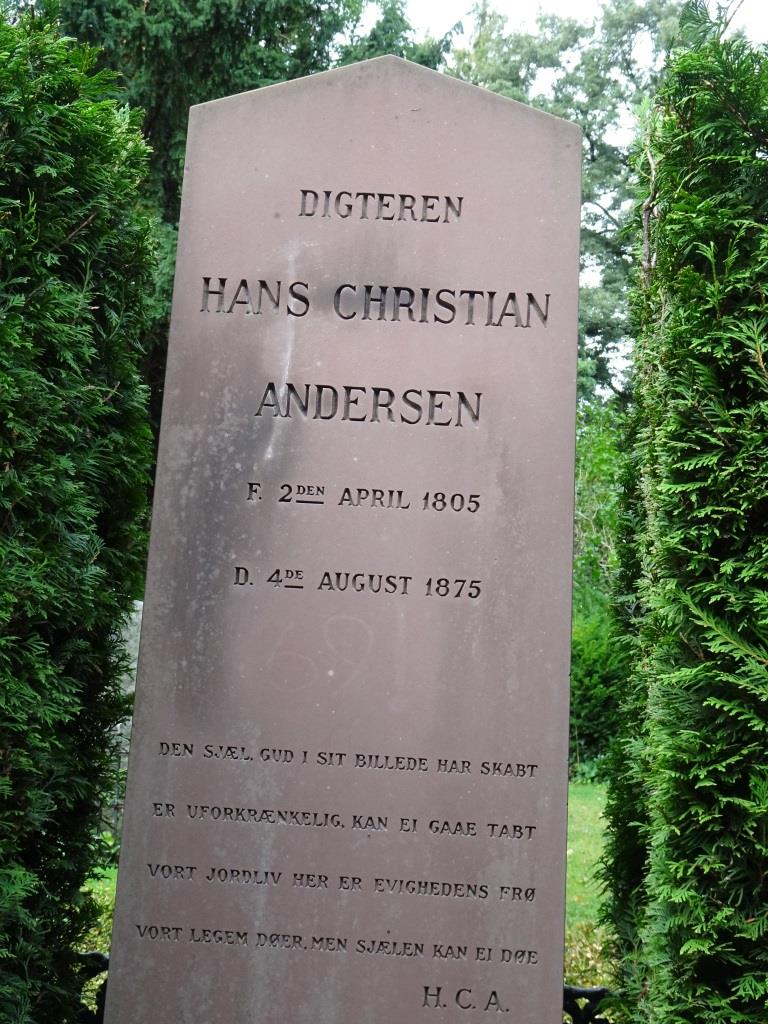 DIGTEREN
HANS CHRISTIAN
ANDERSEN
F. 2DEN APRIL 1805
D. 4DE AUGUST 1875
DEN SJÆL, GUD I SIT BILLEDE HAR SKABT
ER UFORKRÆNKELIG, KAN EI GAAE TABT
VORT JORDLIV HER ER EVIGHEDENS FRØ
VORT LEGEM DØER, MEN SJÆLEN KAN EI DØE
H. C. A.